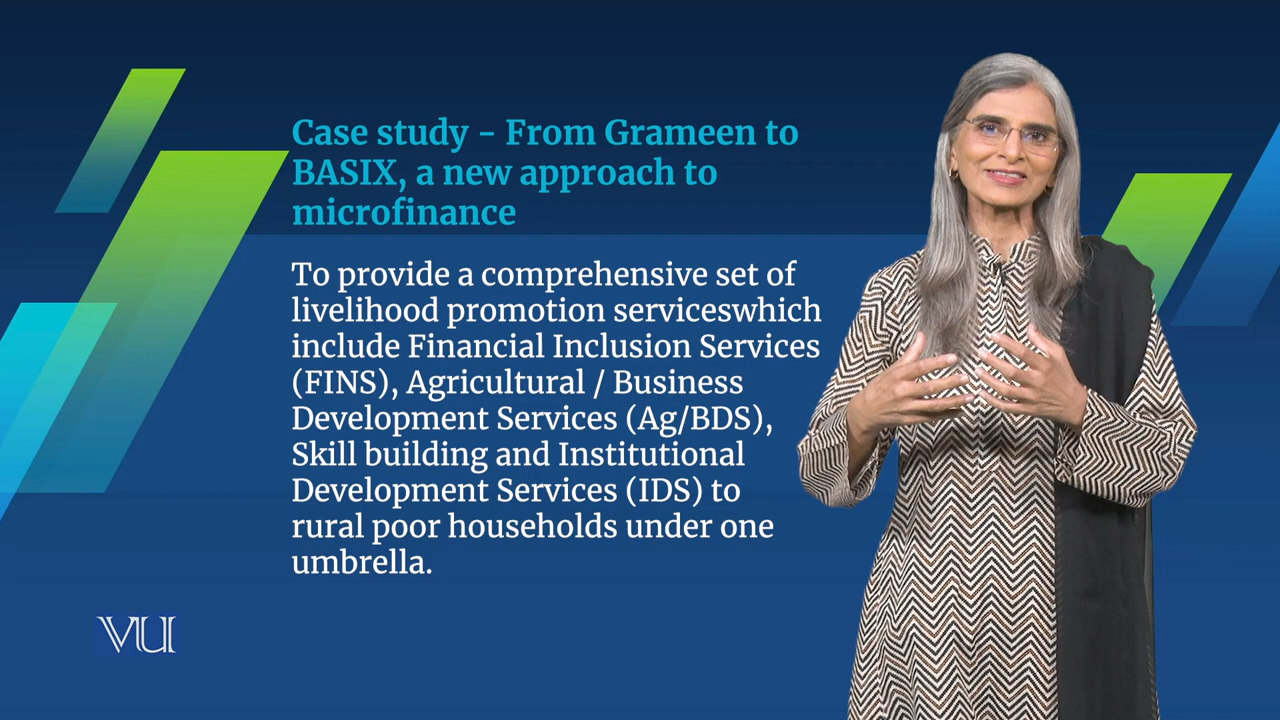 Case study - From Grameen to
BASIX, a new approach to
microfinance
To provide a comprehensive set of
livelihood promotion serviceswhich
include Financial Inclusion Services
(FINS), Agricultural / Business
Development Services (Ag/BDS),
Skill building and Institutional
Development Services (IDS) to
rural poor households under one
umbrella.
VU